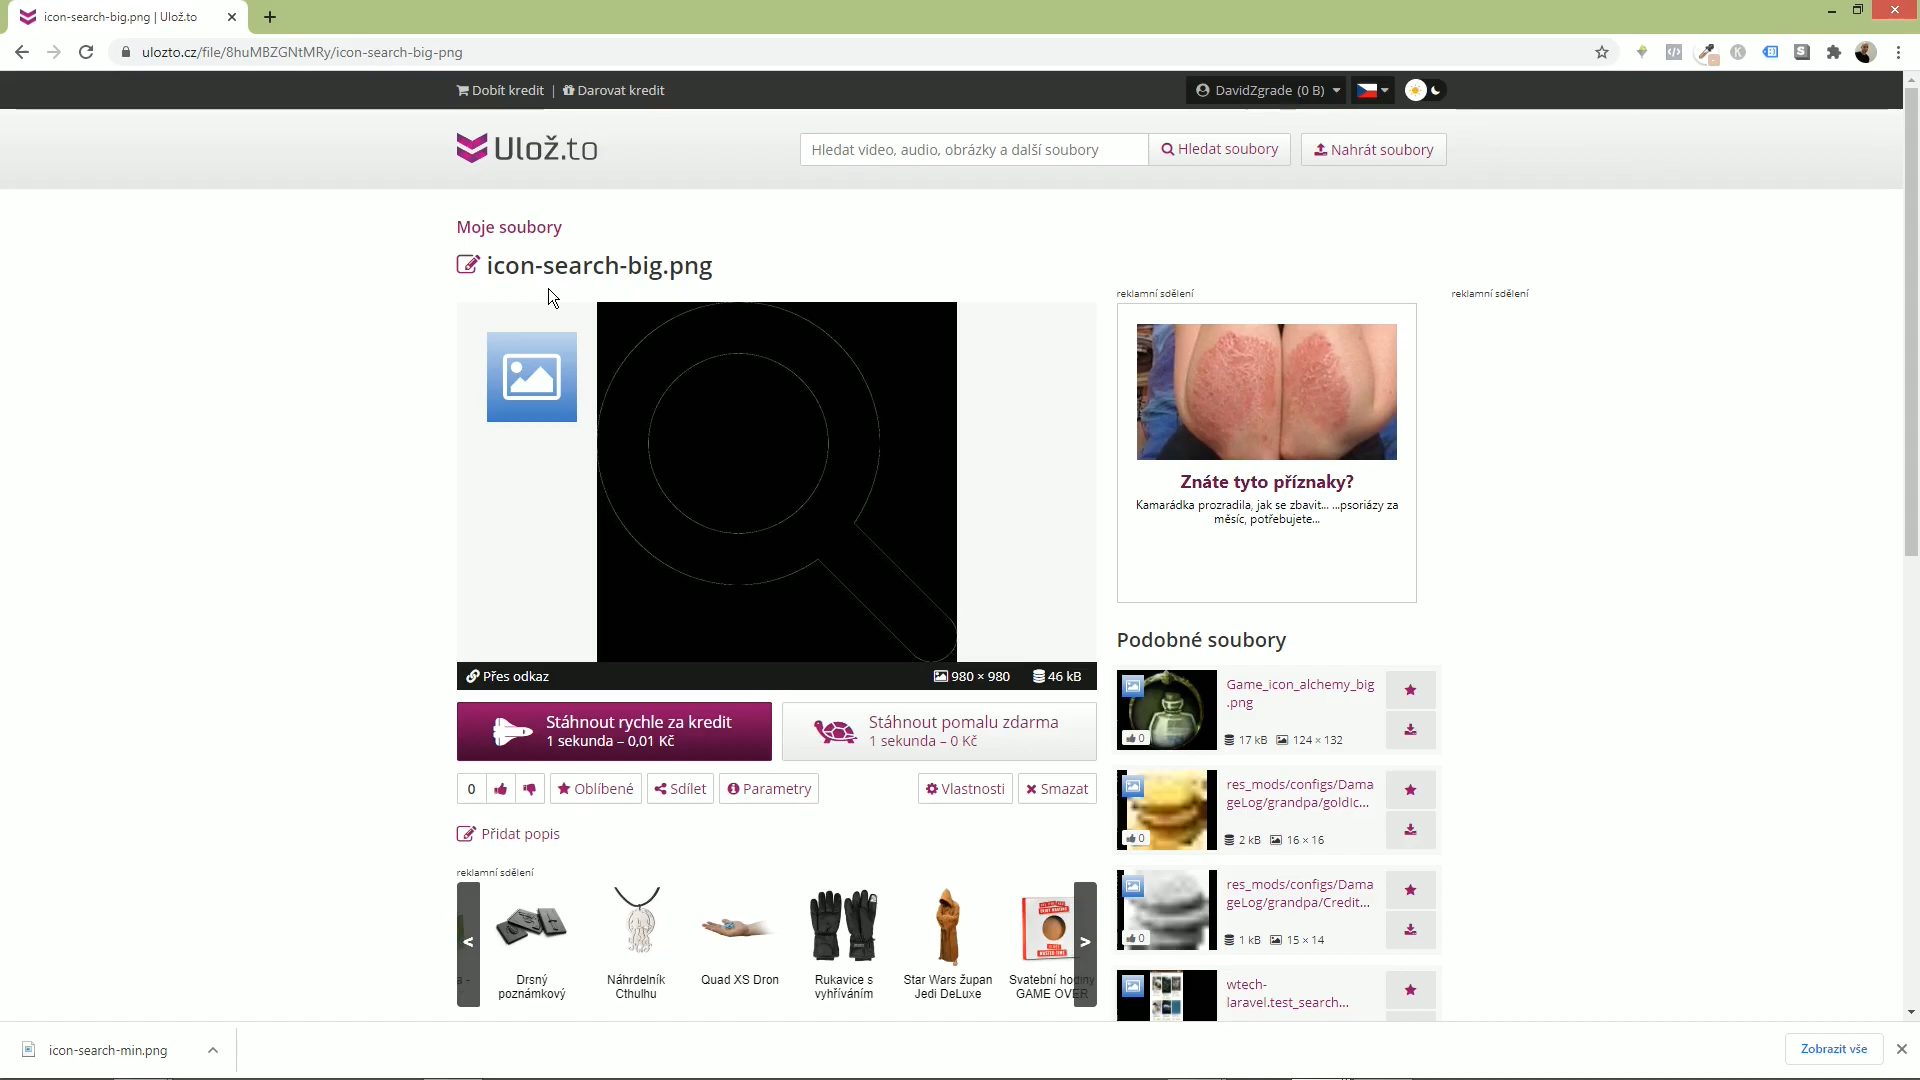 icon-search-big.png | Ulož.to
ulozto.cz/file/8huMBZGNtMRy/icon-search-big-png
Dobít kredit | Darovat kredit
DavidZgrade (0 B)
Ulož.to
Hledat video, audio, obrázky a další soubory
Hledat soubory
Nahrát soubory
Moje soubory
icon-search-big.png
reklamní sdělení
reklamní sdělení
Znáte tyto příznaky?
Kamarádka prozradila, jak se zbavit... ...psoriázy za
měsíc, potřebujete...
Přes odkaz
980 × 980
46 kB
Stáhnout rychle za kredit
1 sekunda – 0,01 Kč
Stáhnout pomalu zdarma
1 sekunda – 0 Kč
0
Oblíbené
Sdílet
Parametry
Vlastnosti
Smazat
Přidat popis
reklamní sdělení
Drsný
poznámkový
Náhrdelník
Cthulhu
Quad XS Dron
Rukavice s
vyhříváním
Star Wars župan
Jedi DeLuxe
Svatební hodiny
GAME OVER
Podobné soubory
Game_icon_alchemy_big
.png
0
17 kB 124 × 132
res_mods/configs/Dama
geLog/grandpa/goldIc...
0
2 kB 16 × 16
res_mods/configs/Dama
geLog/grandpa/Credit...
0
1 kB 15 × 14
wtech-
laravel.test_search...
icon-search-min.png
Zobrazit vše